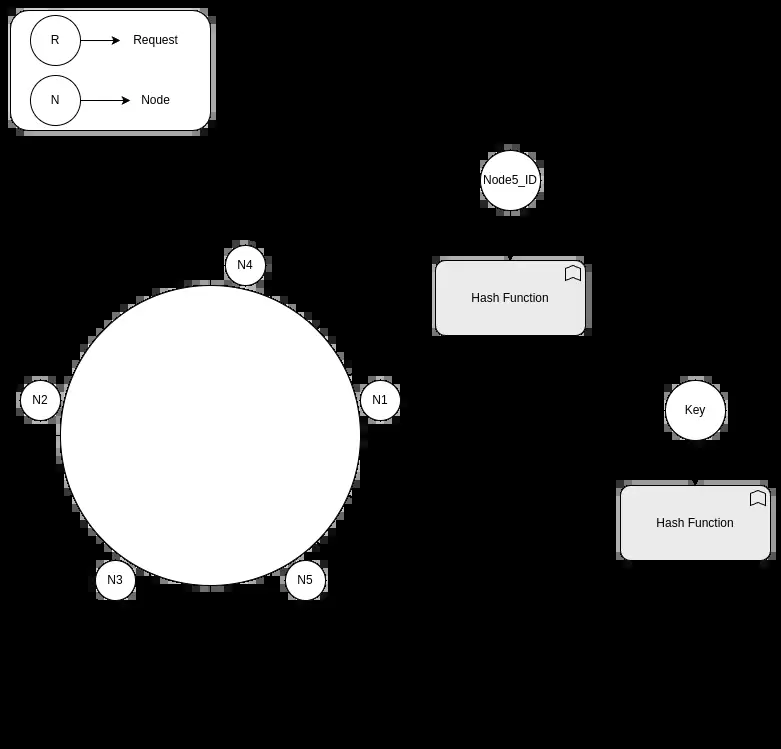 R
Request
N
Node
Node5_ID
N4
Hash Function
N2
N1
Key
Hash Function
N3
N5